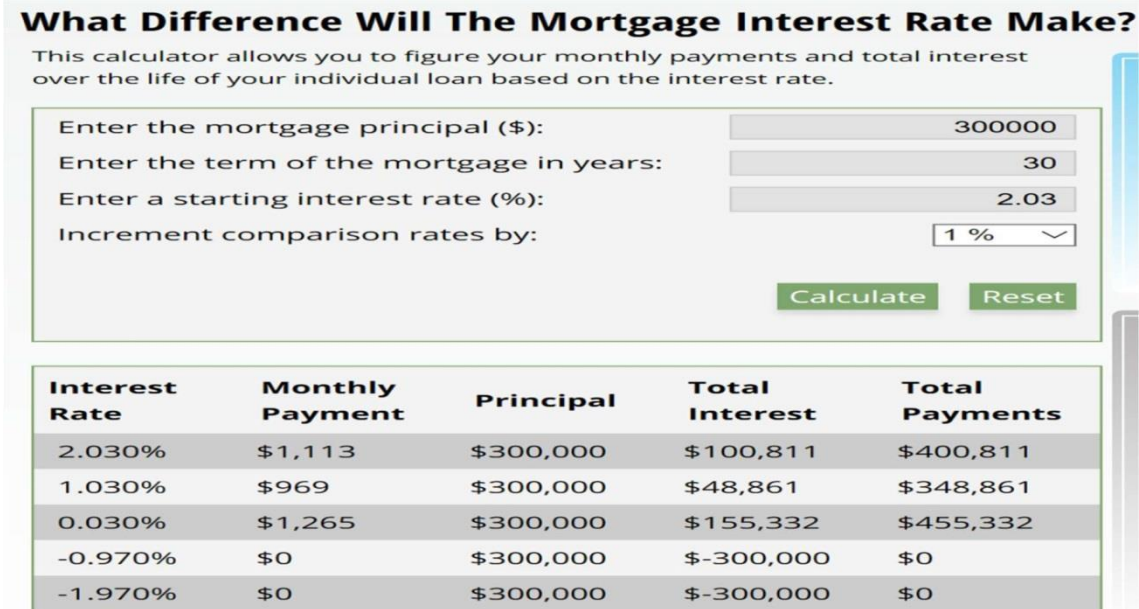 What Difference Will The Mortgage Interest Rate Make?
This calculator allows you to figure your monthly payments and total interest
over the life of your individual loan based on the interest rate.
Enter the mortgage principal ($): 300000
Enter the term of the mortgage in years: 30
Enter a starting interest rate (%): 2.03
Increment comparison rates by: 1 %
Calculate Reset
Interest Rate Monthly Payment Principal Total Interest Total Payments
2.030% $1,113 $300,000 $100,811 $400,811
1.030% $969 $300,000 $48,861 $348,861
0.030% $1,265 $300,000 $155,332 $455,332
-0.970% $0 $300,000 $-300,000 $0
-1.970% $0 $300,000 $-300,000 $0